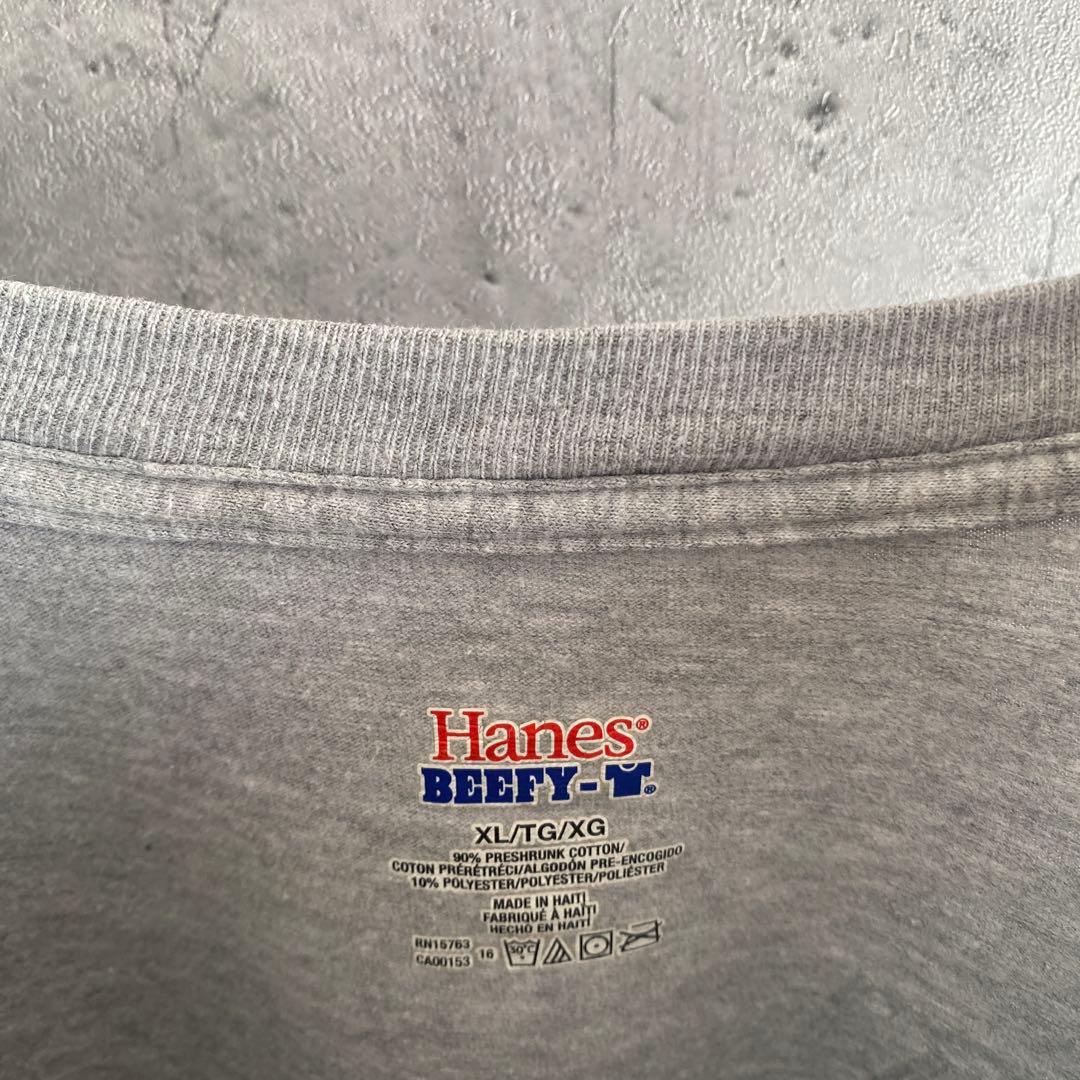 Hanes®
BEEFY-T®
XL/TG/XG
90% PRESHRUNK COTTON/
COTON PRÉRÉTRÉCI/ALGODÓN PRE-ENCOGIDO
10% POLYESTER/POLYESTER/POLIÉSTER
MADE IN HAITI
FABRIQUÉ À HAÏTI
HECHO EN HAITÍ
RN15763
CA00153 16 30°C